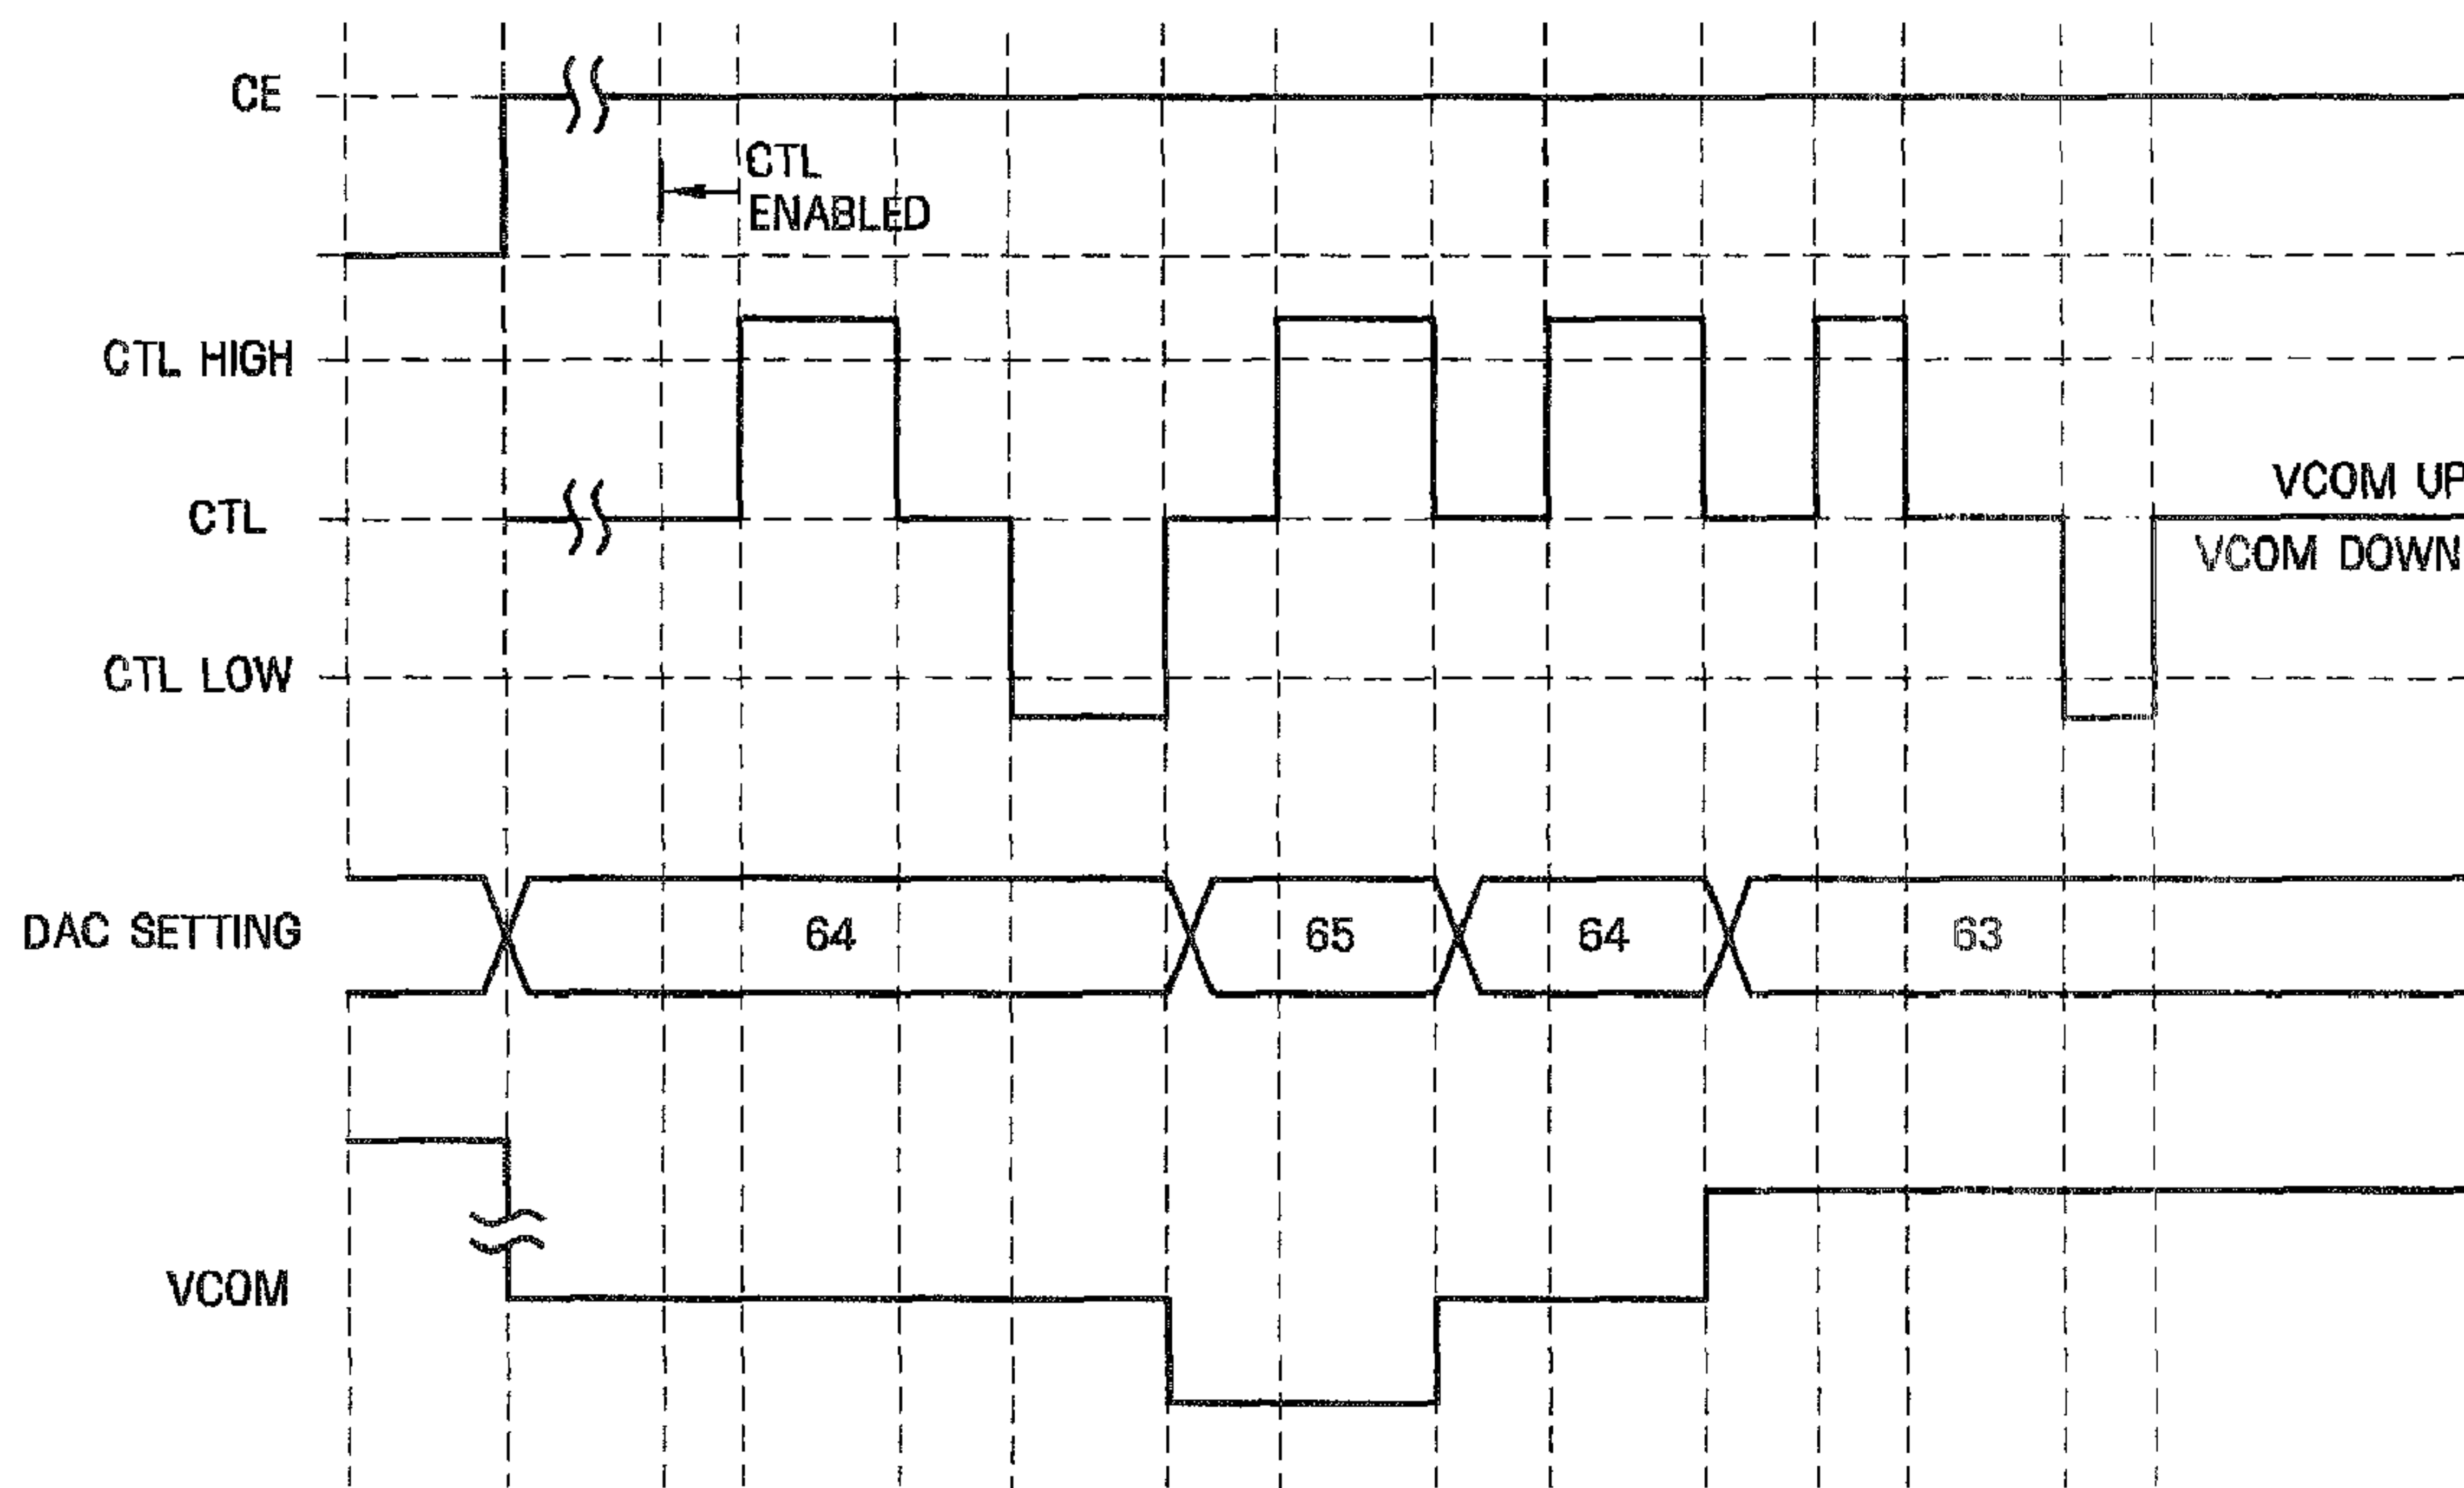 CE
CTL
ENABLED
CTL HIGH
CTL
VCOM UP
VCOM DOWN
CTL LOW
DAC SETTING
64
65
64
63
VCOM